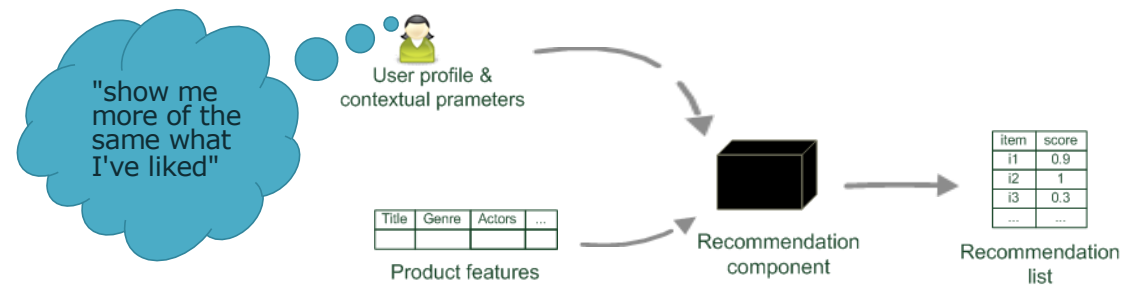 "show me
more of the
same what
I've liked"
User profile &
contextual prameters
Title Genre Actors ...
Product features
Recommendation
component
item score
i1 0.9
i2 1
i3 0.3
... ...
Recommendation
list